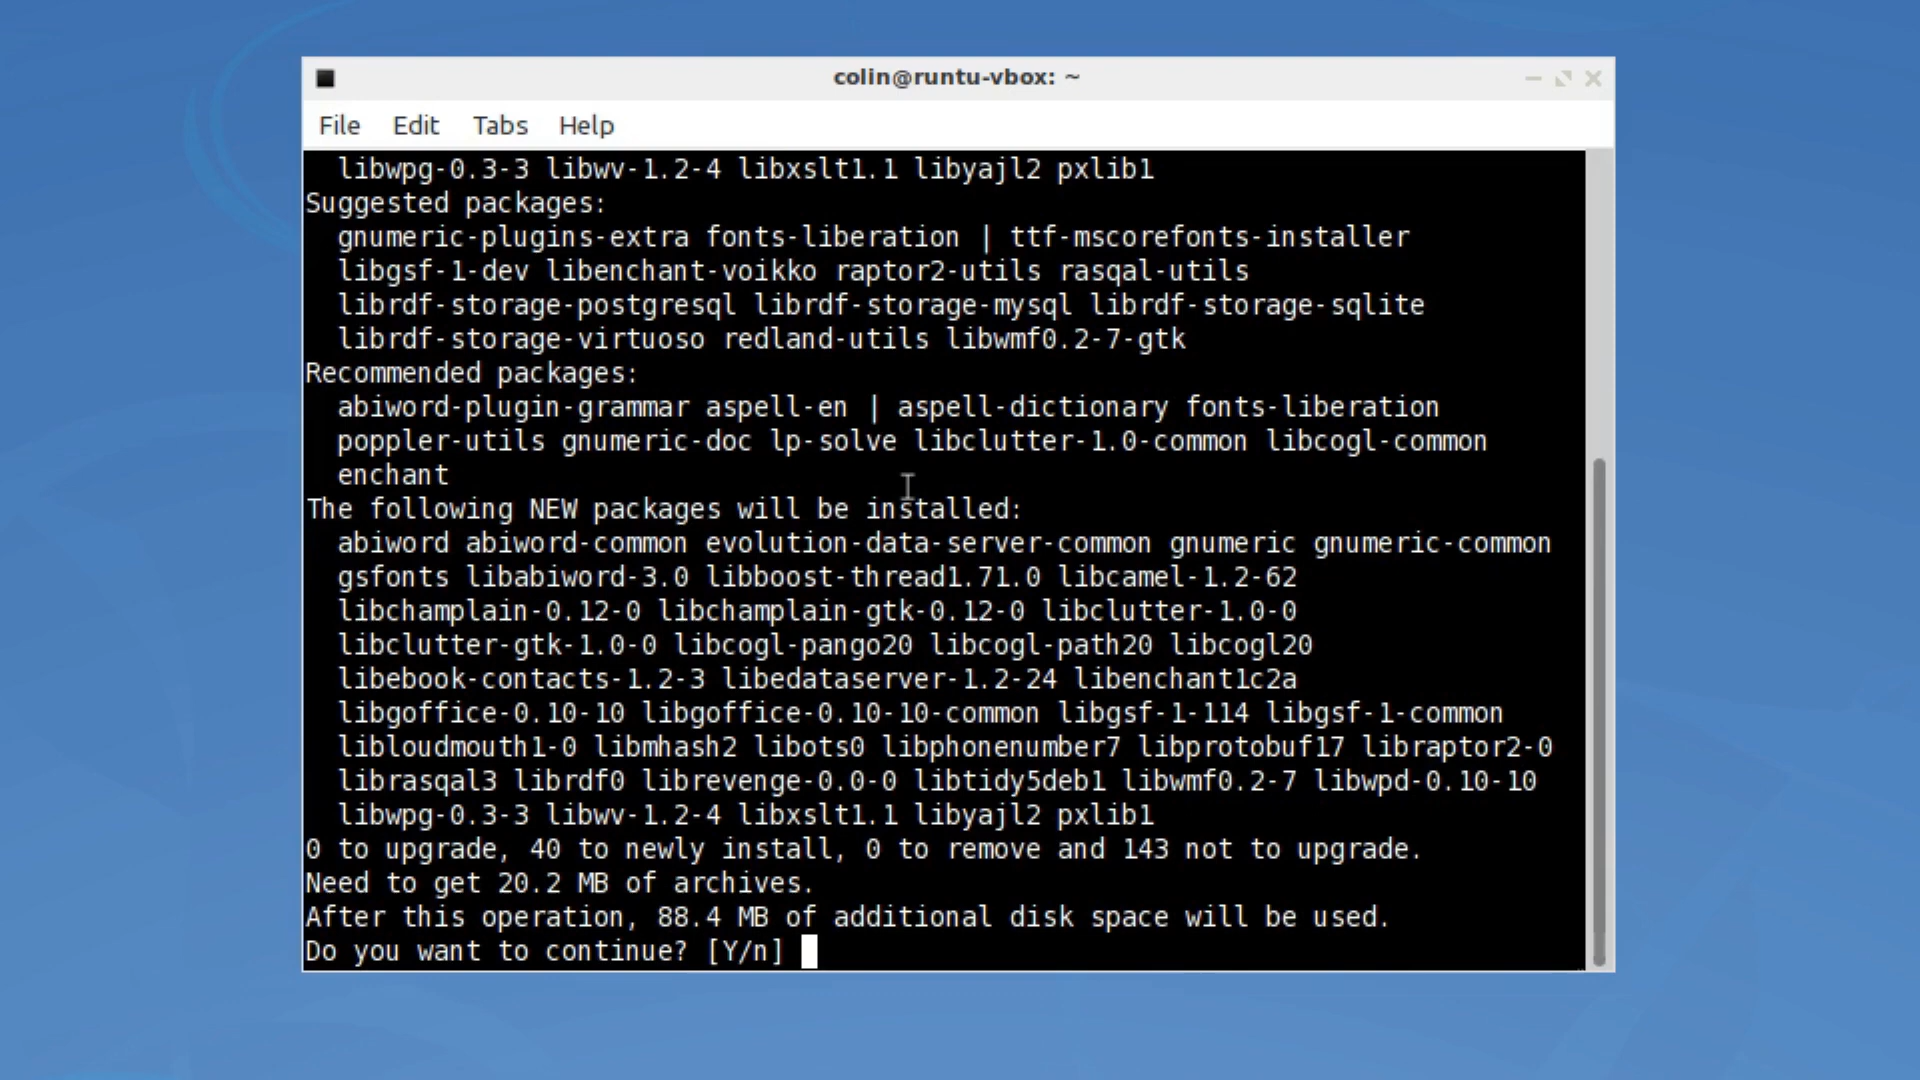 colin@runtu-vbox: ~
File Edit Tabs Help
libwpg-0.3-3 libwv-1.2-4 libxslt1.1 libyajl2 pxlib1
Suggested packages:
gnumeric-plugins-extra fonts-liberation | ttf-mscorefonts-installer
libgsf-1-dev libenchant-voikko raptor2-utils rasqal-utils
librdf-storage-postgresql librdf-storage-mysql librdf-storage-sqlite
librdf-storage-virtuoso redland-utils libwmf0.2-7-gtk
Recommended packages:
abiword-plugin-grammar aspell-en | aspell-dictionary fonts-liberation
poppler-utils gnumeric-doc lp-solve libclutter-1.0-common libcogl-common
enchant
The following NEW packages will be installed:
abiword abiword-common evolution-data-server-common gnumeric gnumeric-common
gsfonts libabiword-3.0 libboost-thread1.71.0 libcamel-1.2-62
libchamplain-0.12-0 libchamplain-gtk-0.12-0 libclutter-1.0-0
libclutter-gtk-1.0-0 libcogl-pango20 libcogl-path20 libcogl20
libebook-contacts-1.2-3 libedataserver-1.2-24 libenchant1c2a
libgoffice-0.10-10 libgoffice-0.10-10-common libgsf-1-114 libgsf-1-common
libloudmouth1-0 libmhash2 libots0 libphonenumber7 libprotobuf17 libraptor2-0
librasqal3 librdf0 librevenge-0.0-0 libtidy5deb1 libwmf0.2-7 libwpd-0.10-10
libwpg-0.3-3 libwv-1.2-4 libxslt1.1 libyajl2 pxlib1
0 to upgrade, 40 to newly install, 0 to remove and 143 not to upgrade.
Need to get 20.2 MB of archives.
After this operation, 88.4 MB of additional disk space will be used.
Do you want to continue? [Y/n]